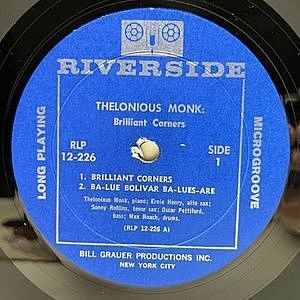 RIVERSIDE
THELONIOUS MONK:
Brilliant Corners
LONG PLAYING
RLP
12-226
SIDE
1
MICROGROOVE
1. BRILLIANT CORNERS
2. BA-LUE BOLIVAR BA-LUES-ARE
Thelonious Monk, piano; Ernie Henry, alto sax;
Sonny Rollins, tenor sax; Oscar Pettiford,
bass; Max Roach, drums.
(RLP 12-226 A)
BILL GRAUER PRODUCTIONS INC.
NEW YORK CITY